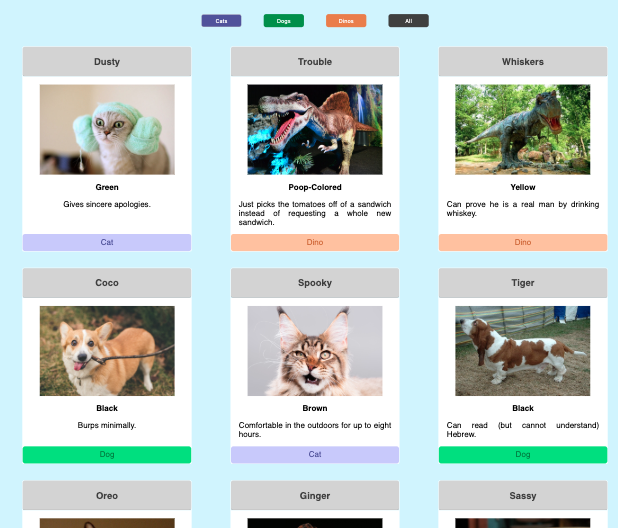 Cats Dogs Dinos All
Dusty
Green
Gives sincere apologies.
Cat
Trouble
Poop-Colored
Just picks the tomatoes off of a sandwich
instead of requesting a whole new
sandwich.
Dino
Whiskers
Yellow
Can prove he is a real man by drinking
whiskey.
Dino
Coco
Black
Burps minimally.
Dog
Spooky
Brown
Comfortable in the outdoors for up to eight
hours.
Cat
Tiger
Black
Can read (but cannot understand)
Hebrew.
Dog
Oreo
Ginger
Sassy